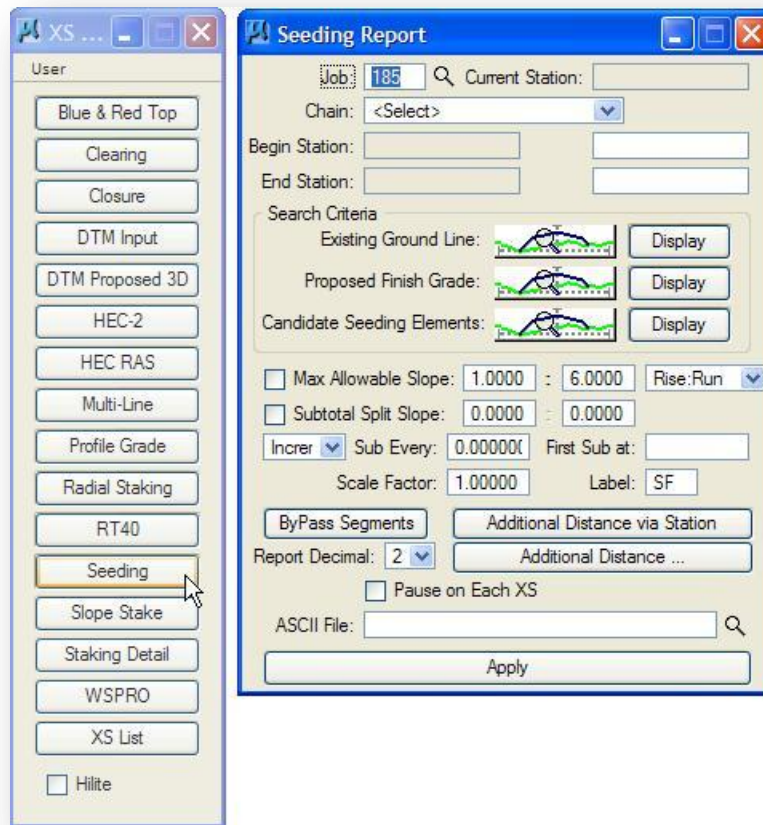 XS ...
User
Blue & Red Top
Clearing
Closure
DTM Input
DTM Proposed 3D
HEC-2
HEC RAS
Multi-Line
Profile Grade
Radial Staking
RT40
Seeding
Slope Stake
Staking Detail
WSPRO
XS List
Hilite
Seeding Report
Job: 185 Current Station:
Chain: <Select>
Begin Station:
End Station:
Search Criteria
Existing Ground Line: Display
Proposed Finish Grade: Display
Candidate Seeding Elements: Display
Max Allowable Slope: 1.0000 : 6.0000 Rise:Run
Subtotal Split Slope: 0.0000 : 0.0000
Incren Sub Every: 0.000000 First Sub at:
Scale Factor: 1.00000 Label: SF
ByPass Segments Additional Distance via Station
Report Decimal: 2 Additional Distance ...
Pause on Each XS
ASCII File:
Apply